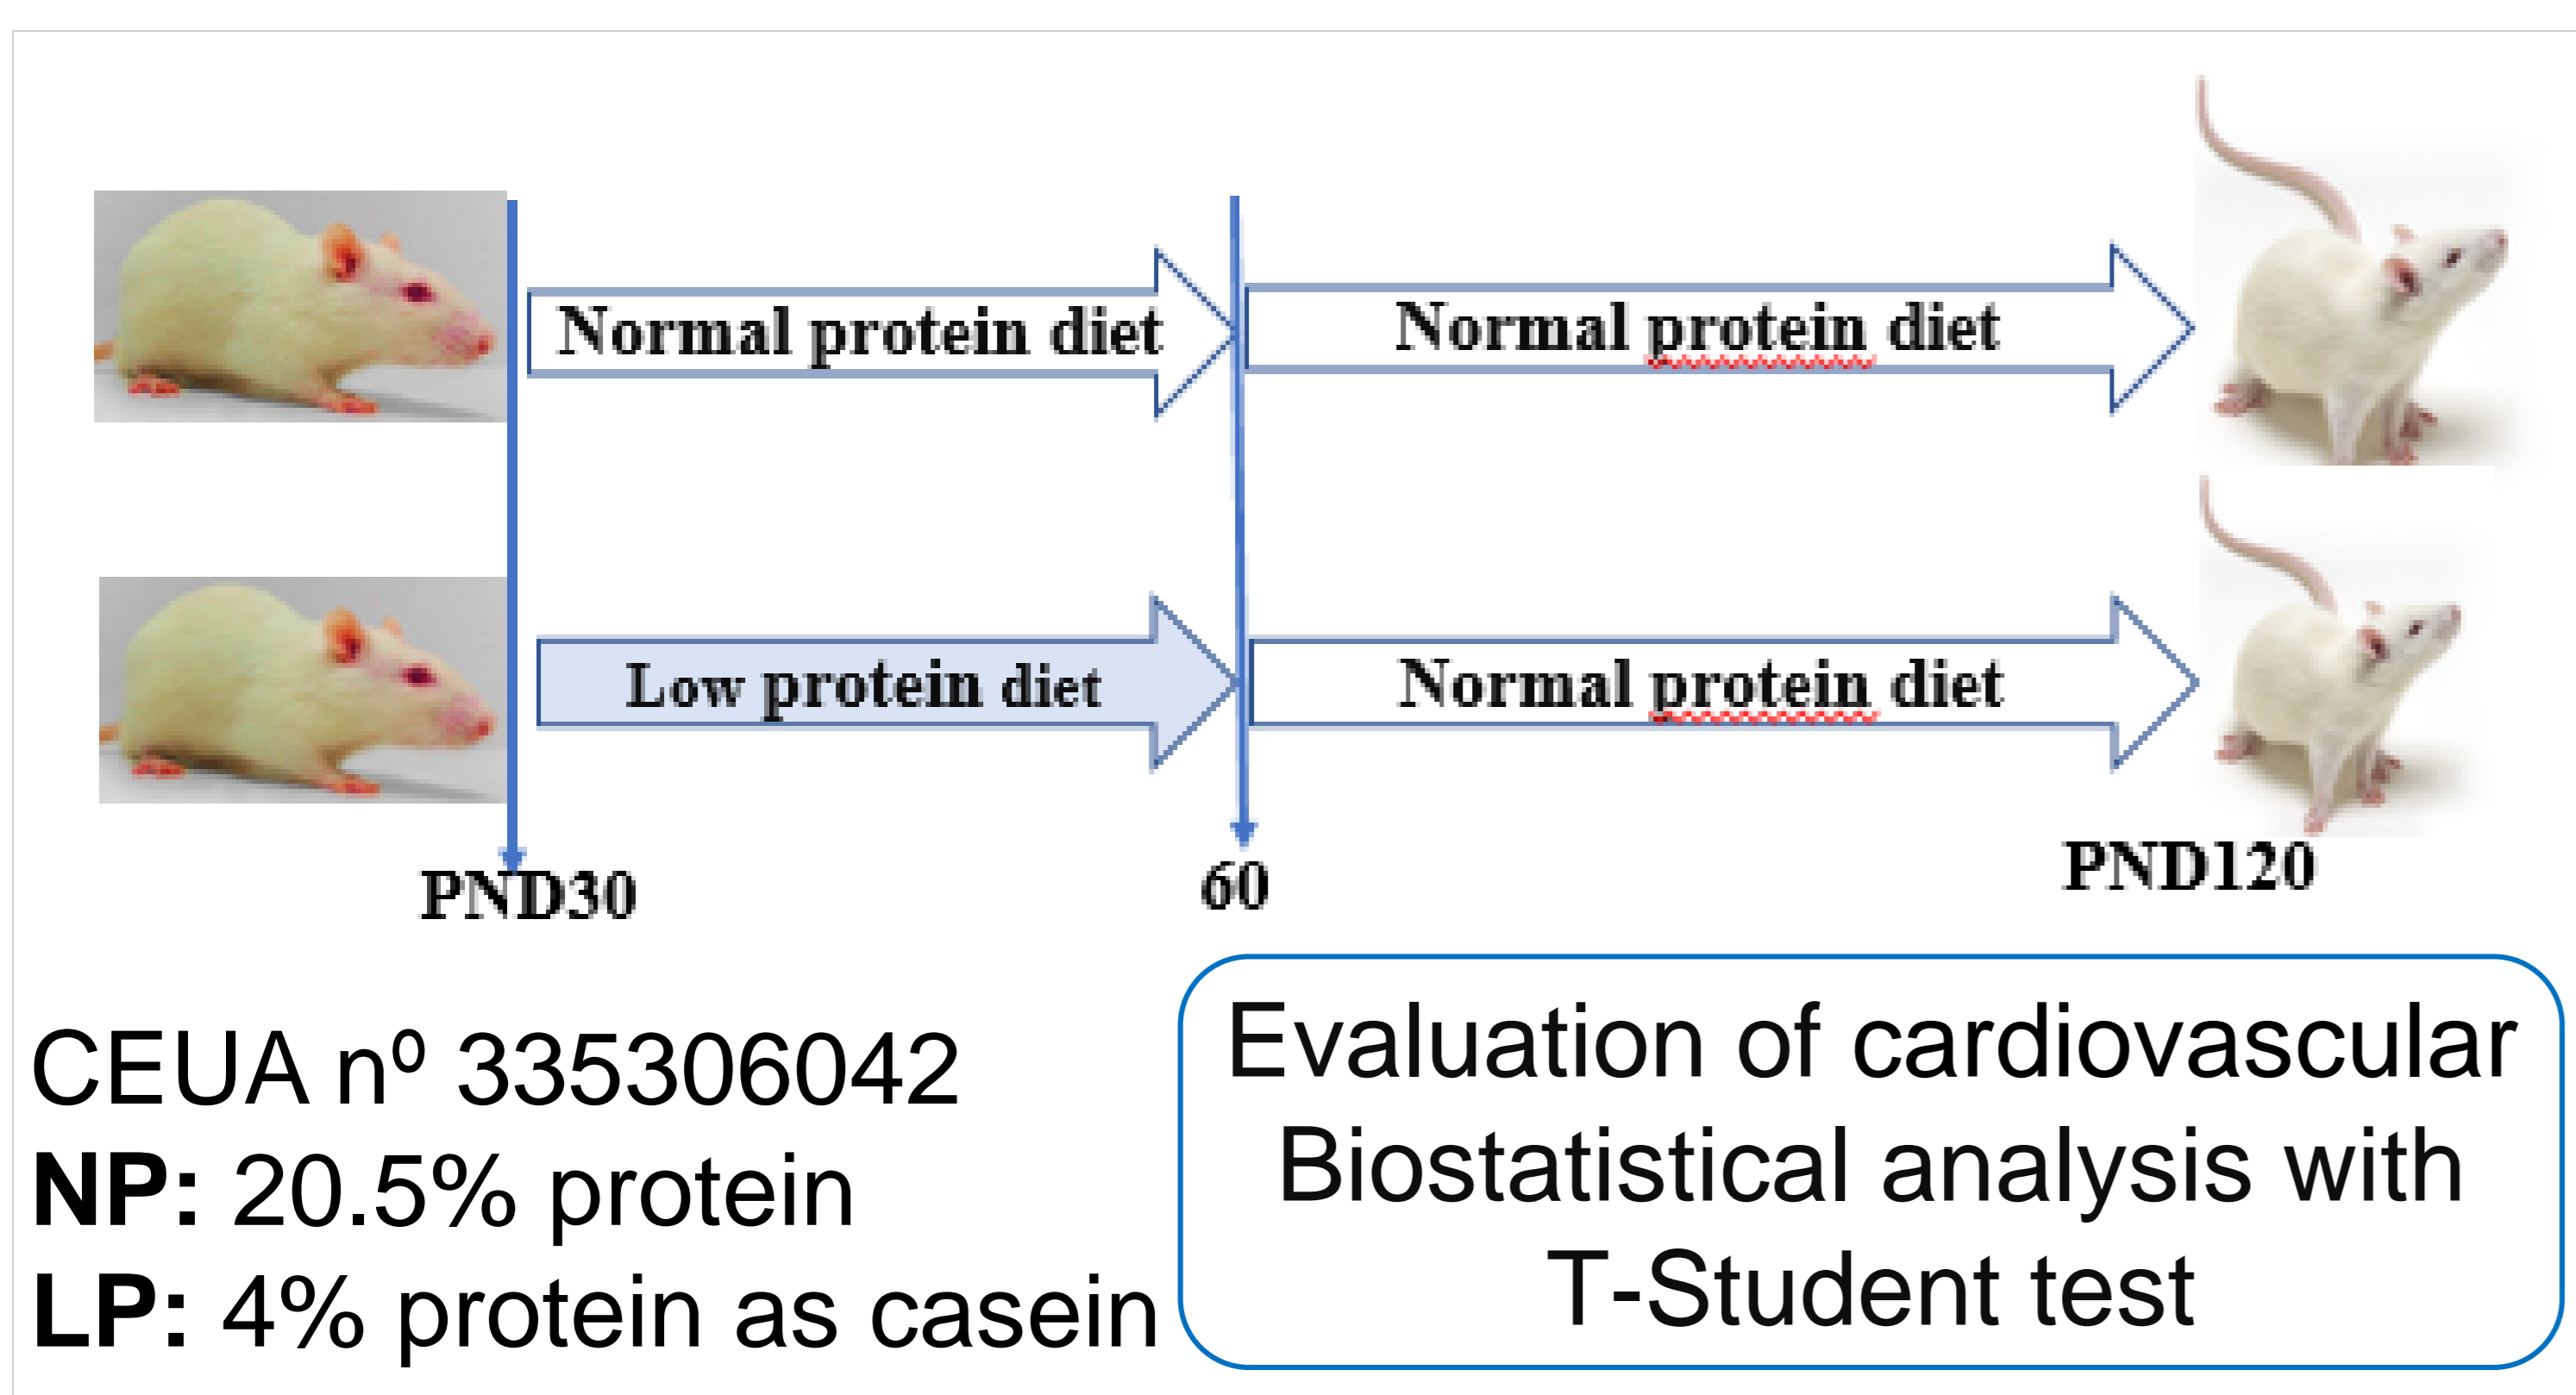 Normal protein diet
Normal protein diet
Low protein diet
Normal protein diet
PND30
60
PND120
CEUA nº 335306042
NP: 20.5% protein
LP: 4% protein as casein
Evaluation of cardiovascular
Biostatistical analysis with
T-Student test